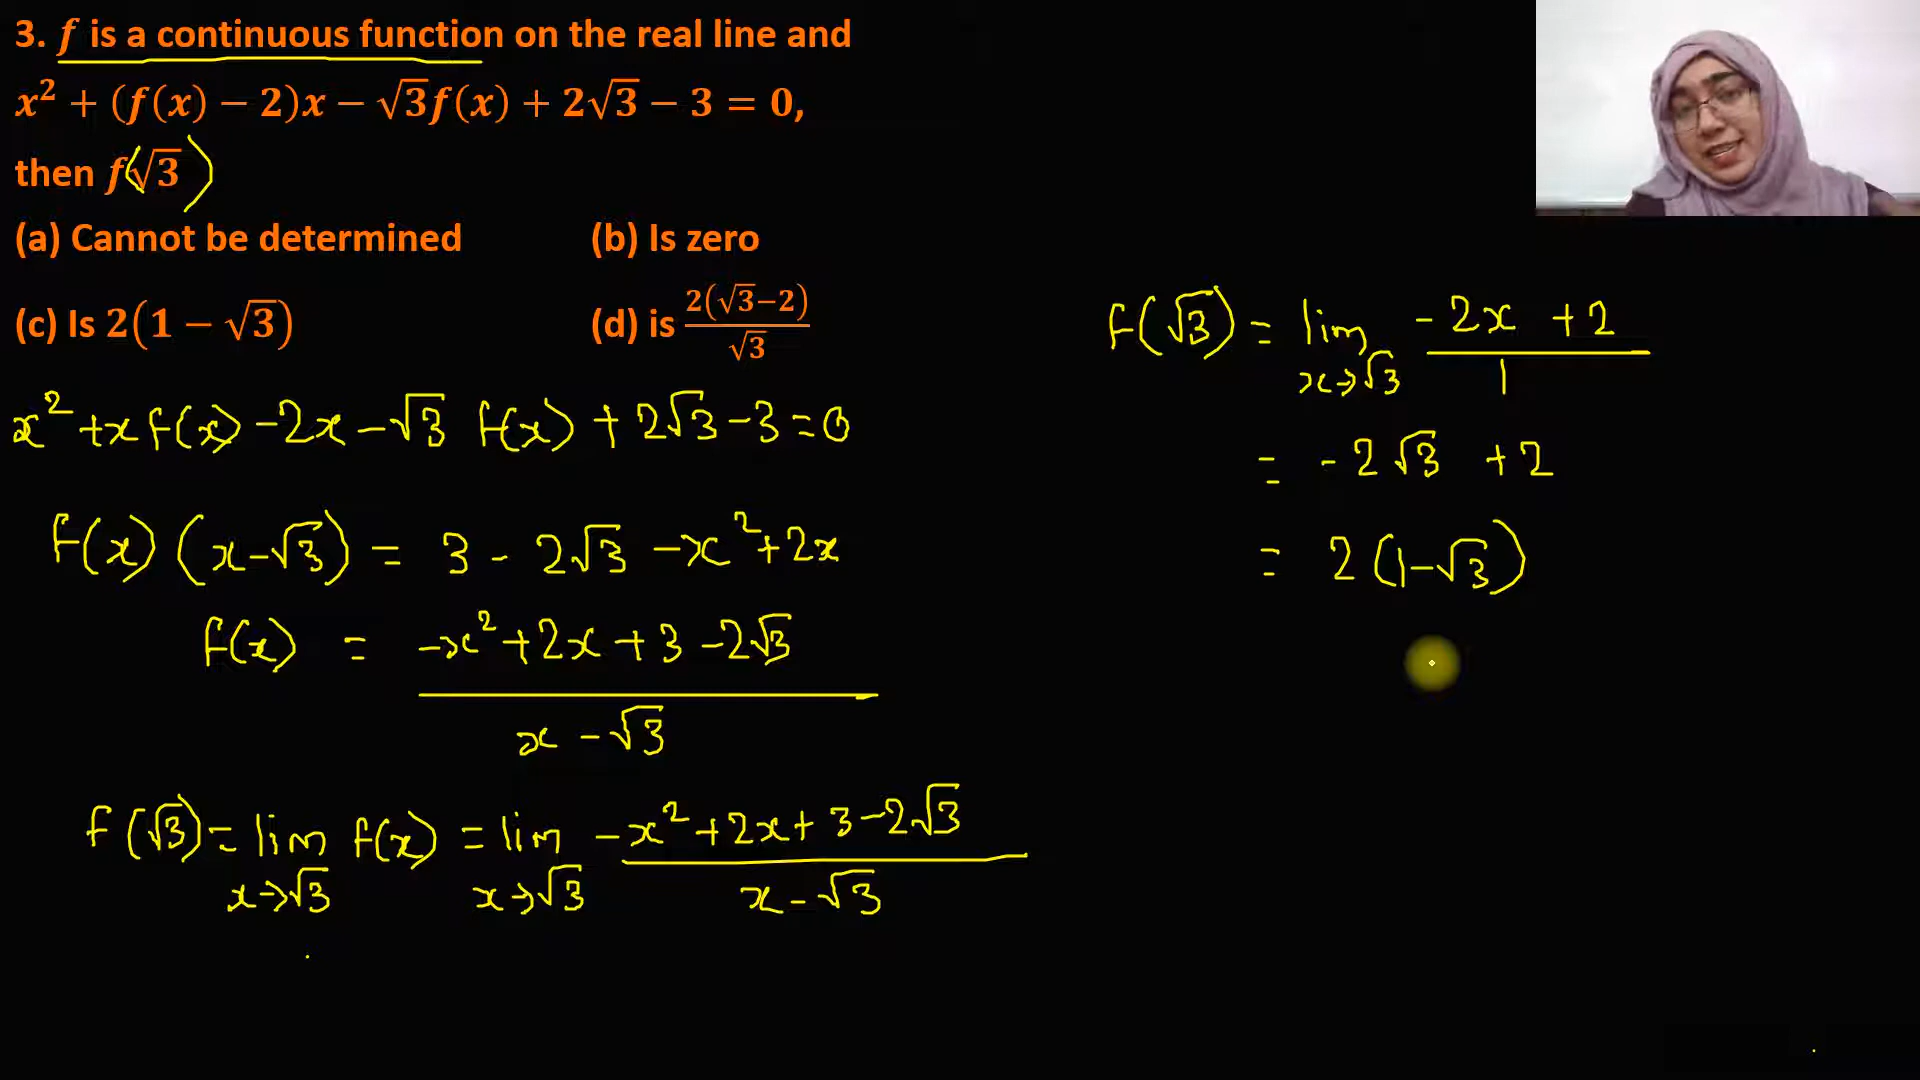 3. f is a continuous function on the real line and
x² + (f(x) − 2)x − √3f(x) + 2√3 − 3 = 0,
then f(√3)
(a) Cannot be determined (b) Is zero
(c) Is 2(1 − √3) (d) is 2(√3−2)/√3
x² + x f(x) - 2x - √3 f(x) + 2√3 - 3 = 0
f(x) (x - √3) = 3 - 2√3 - x² + 2x
f(x) = (-x² + 2x + 3 - 2√3)/(x - √3)
f(√3) = lim x→√3 f(x) = lim x→√3 (-x² + 2x + 3 - 2√3)/(x - √3)
f(√3) = lim x→√3 (-2x + 2)/1
= -2√3 + 2
= 2(1-√3)